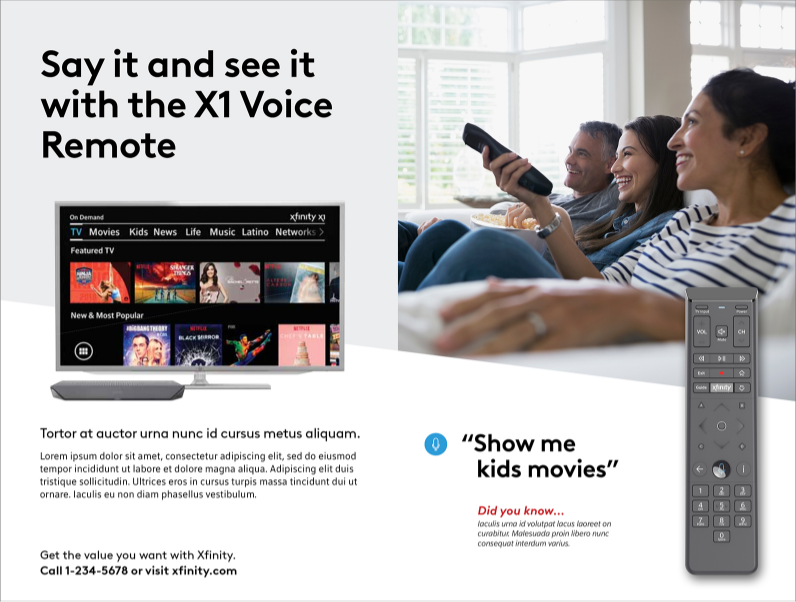 Say it and see it
with the X1 Voice
Remote
On Demand
xfinity x1
TV Movies Kids News Life Music Latino Networks
Featured TV
STRANGER THINGS
New & Most Popular
BIG BANG THEORY
NETFLIX
BLACK MIRROR
Tortor at auctor urna nunc id cursus metus aliquam.
Lorem ipsum dolor sit amet, consectetur adipiscing elit, sed do eiusmod
tempor incididunt ut labore et dolore magna aliqua. Adipiscing elit duis
tristique sollicitudin. Ultrices eros in cursus turpis massa tincidunt dui ut
ornare. Iaculis eu non diam phasellus vestibulum.
Get the value you want with Xfinity.
Call 1-234-5678 or visit xfinity.com
“Show me
kids movies”
Did you know...
Iaculis urna id volutpat lacus laoreet on
curabitur. Malesuada proin libero nunc
consequat interdum varius.
VOL
CH
Exit
xfinity
1 2 3
4 5 6
7 8 9
0